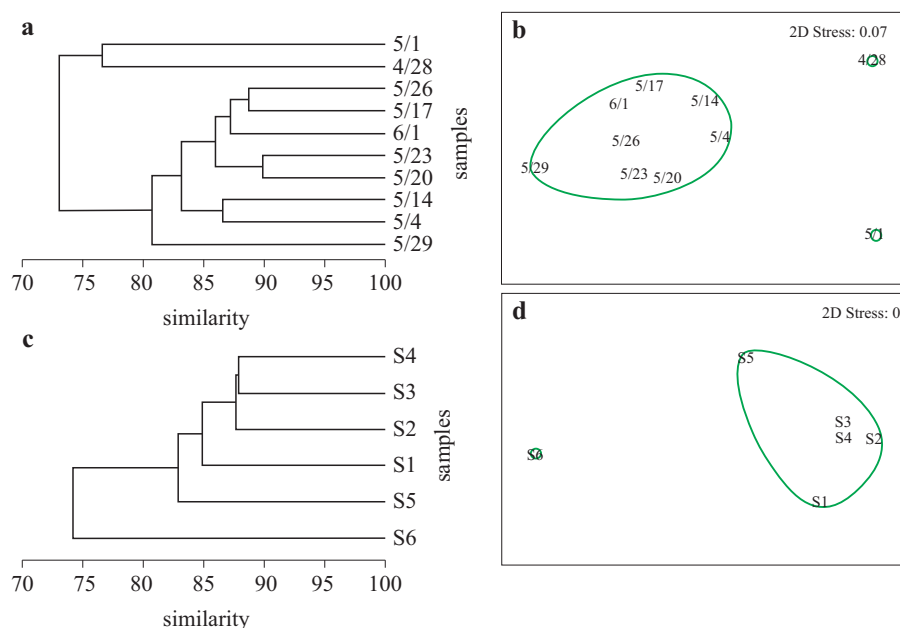 a
5/1
4/28
5/26
5/17
6/1
5/23
5/20
5/14
5/4
5/29
samples
70 75 80 85 90 95 100
similarity
b
2D Stress: 0.07
4/28
5/17
6/1
5/14
5/26
5/4
5/29
5/23
5/20
5/1
c
S4
S3
S2
S1
S5
S6
samples
70 75 80 85 90 95 100
similarity
d
2D Stress: 0
S5
S3
S4
S2
S6
S1